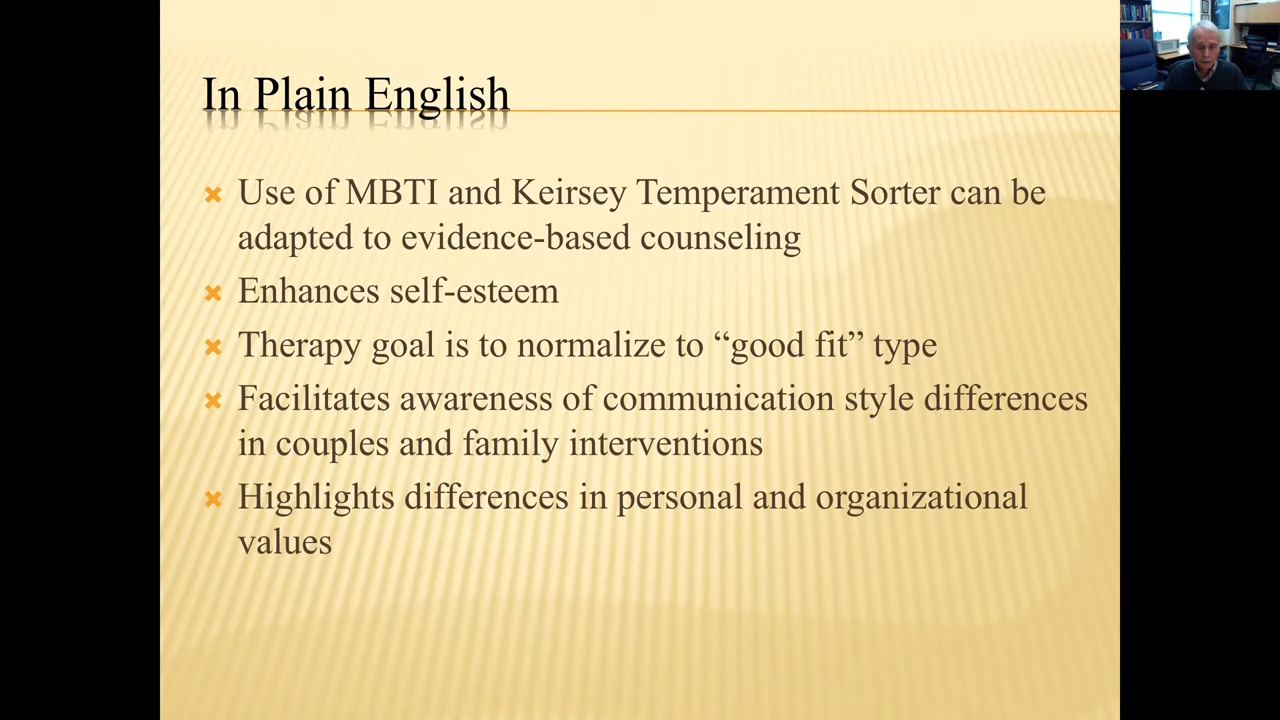 In Plain English
Use of MBTI and Keirsey Temperament Sorter can be
adapted to evidence-based counseling
Enhances self-esteem
Therapy goal is to normalize to “good fit” type
Facilitates awareness of communication style differences
in couples and family interventions
Highlights differences in personal and organizational
values